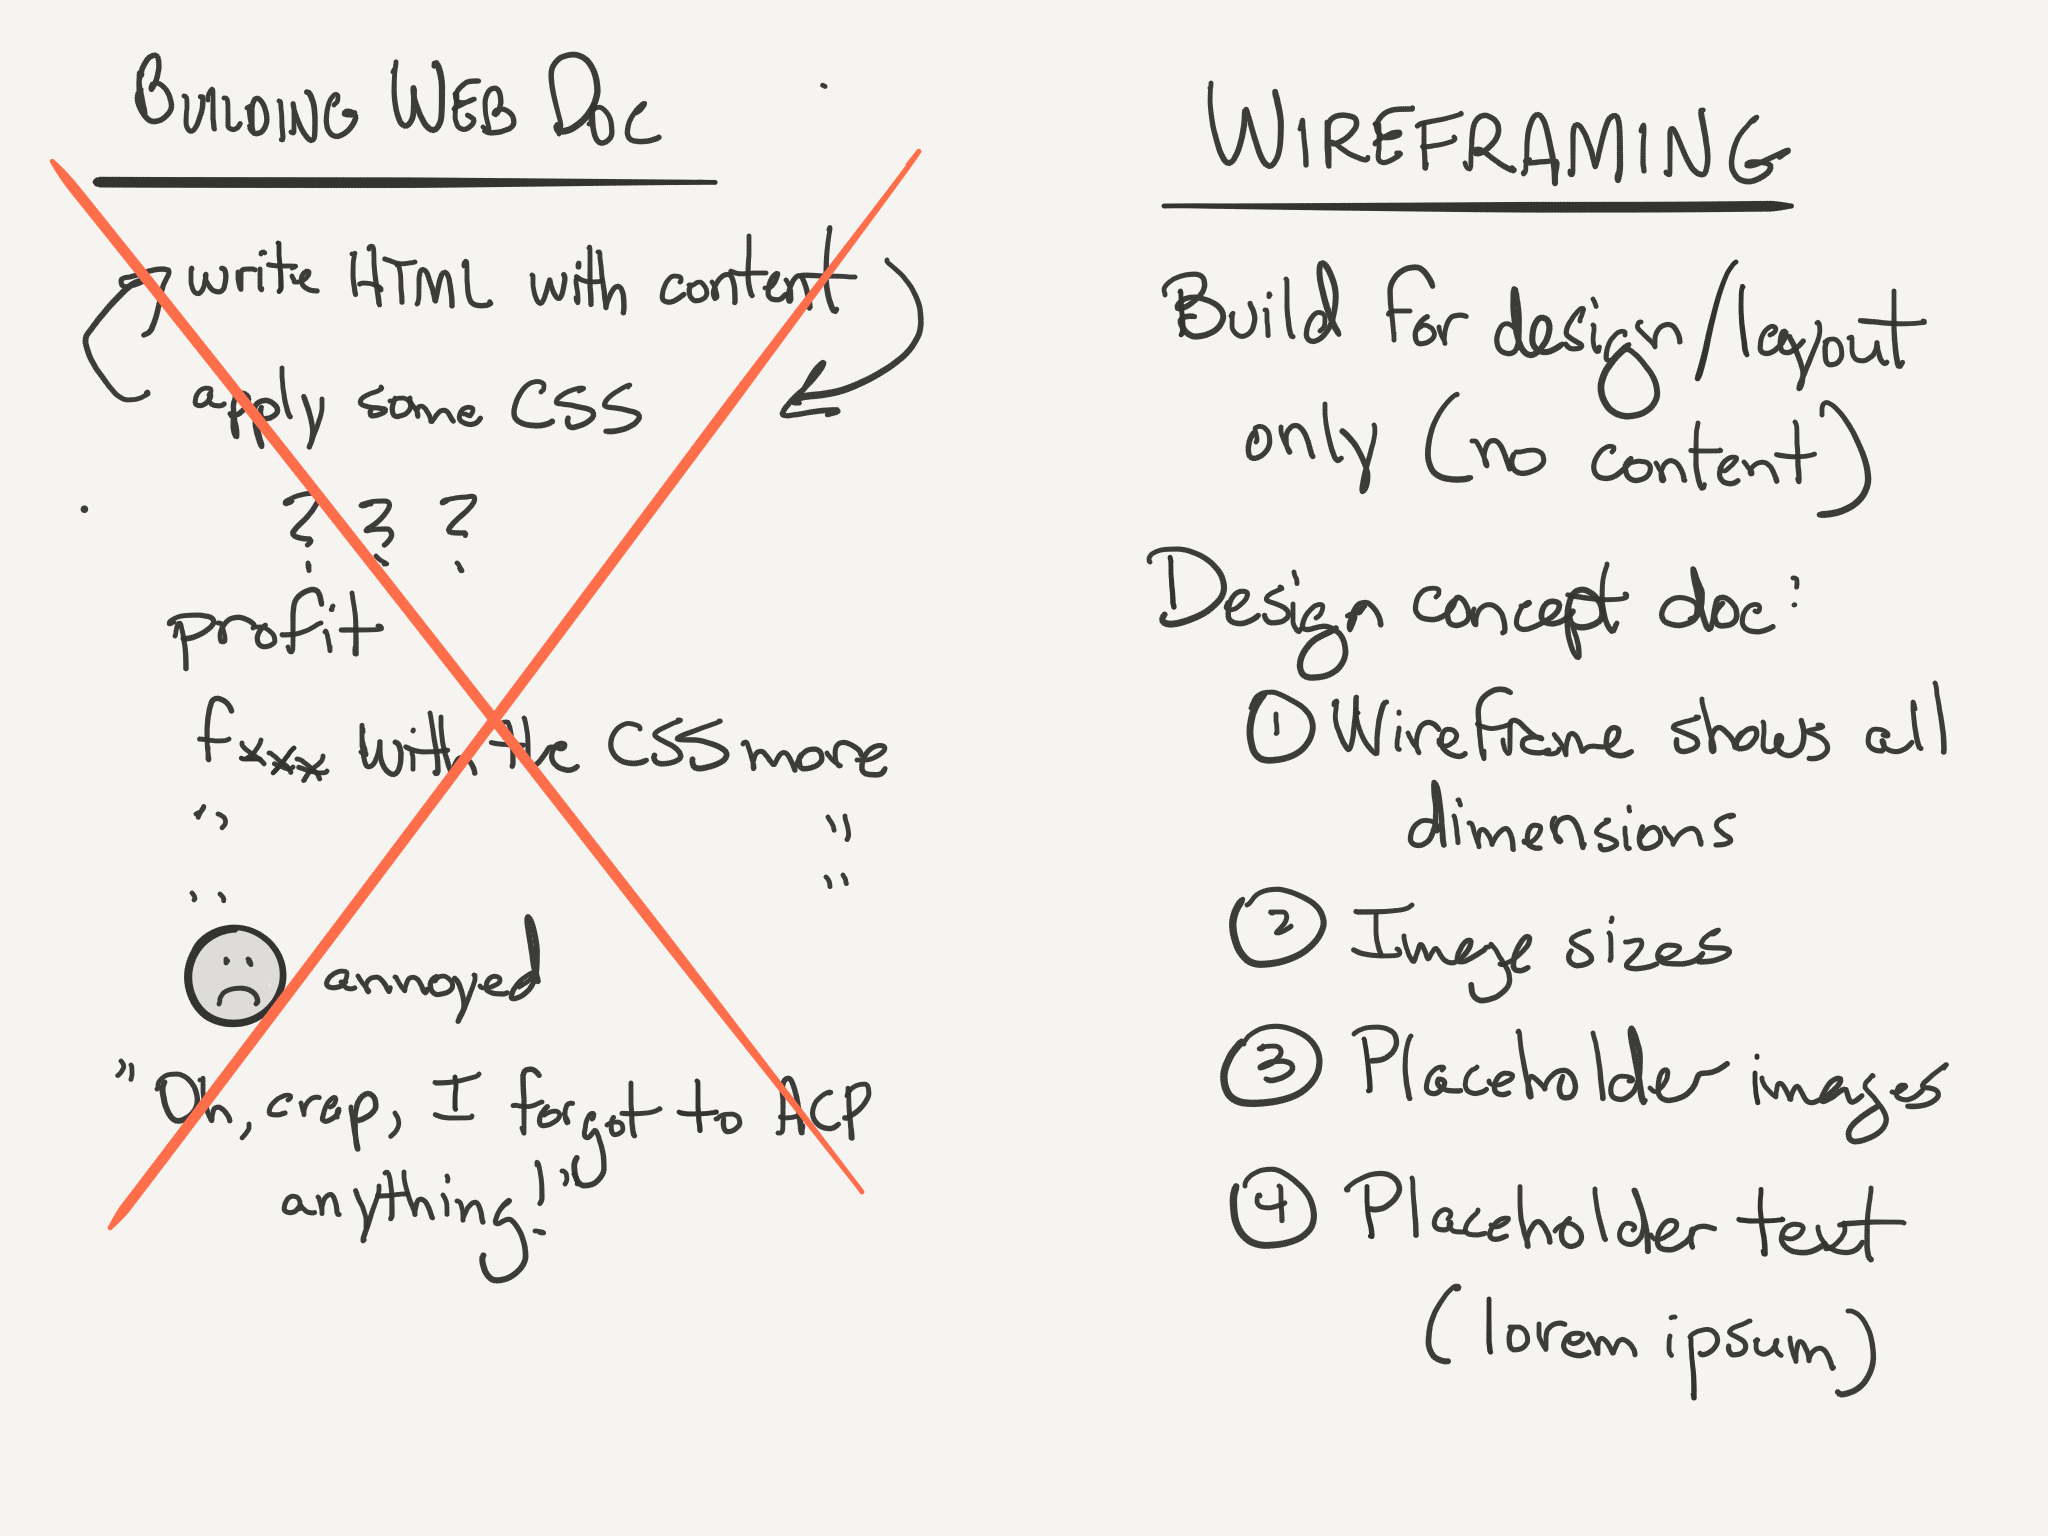 BUILDING WEB DOC
write HTML with content
apply some CSS
? ? ?
profit
fxxx with the CSS more
" "
" "
annoyed
"Oh, crap, I forgot to ACP
anything!"
WIREFRAMING
Build for design/layout
only (no content)
Design concept doc:
1 Wireframe shows all
dimensions
2 Image sizes
3 Placeholder images
4 Placeholder text
(lorem ipsum)